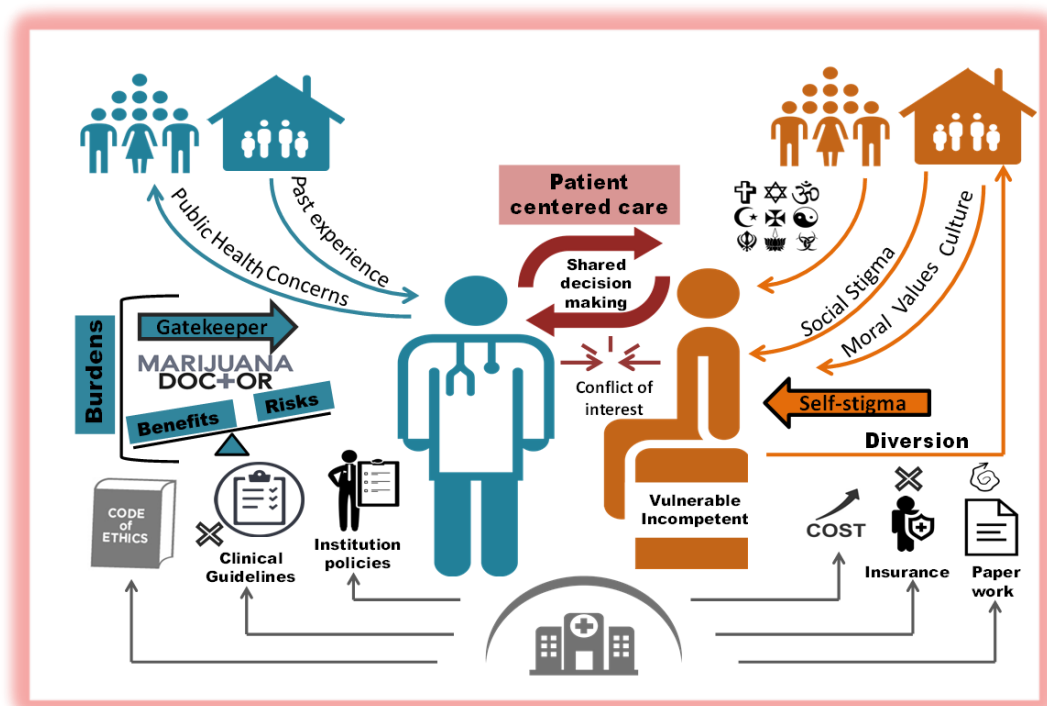 Patient
centered care
Shared
decision
making
Past experience
Public Health Concerns
Burdens
Gatekeeper
MARIJUANA
DOCTOR
Benefits
Risks
CODE
of
ETHICS
Clinical
Guidelines
Institution
policies
Conflict of
interest
Social Stigma
Moral Values Culture
Self-stigma
Diversion
Vulnerable
Incompetent
COST
Insurance
Paper
work